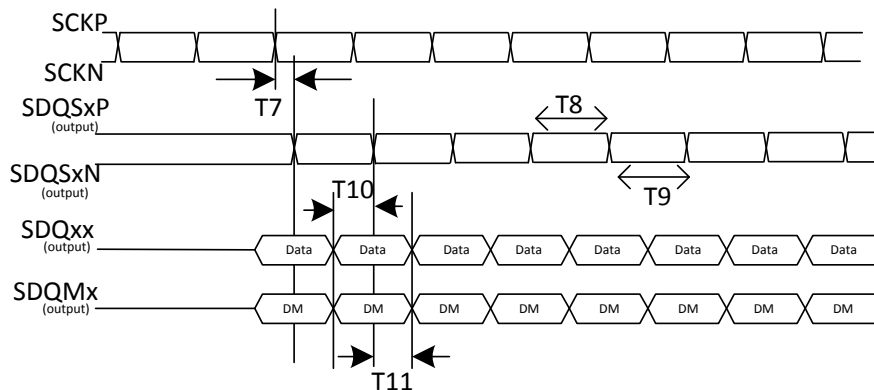 SCKP
SCKN
T7
SDQSxP
(output)
T8
SDQSxN
(output)
T9
T10
SDQxx
(output)
Data Data Data Data Data Data Data Data
SDQMx
(output)
DM DM DM DM DM DM DM DM
T11